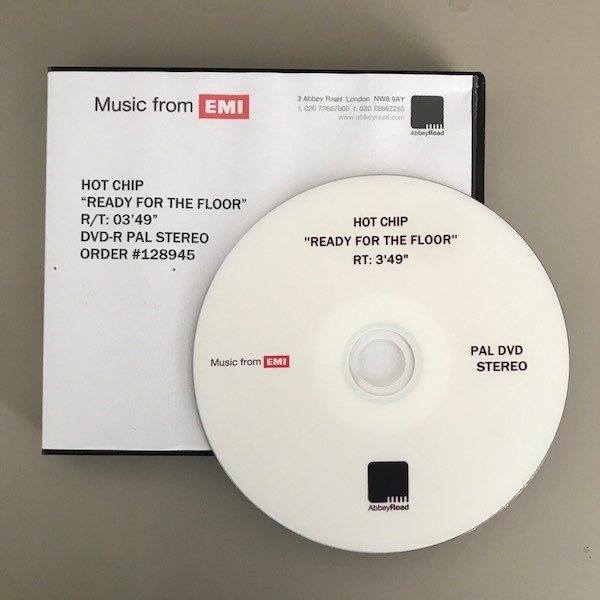 Music from EMI
3 Abbey Road London NW8 9AY
t. 020 72667000 f. 020 72667250
www.abbeyroad.com
AbbeyRoad
HOT CHIP
“READY FOR THE FLOOR”
R/T: 03’49”
DVD-R PAL STEREO
ORDER #128945
HOT CHIP
"READY FOR THE FLOOR"
RT: 3'49"
Music from EMI
PAL DVD
STEREO
AbbeyRoad